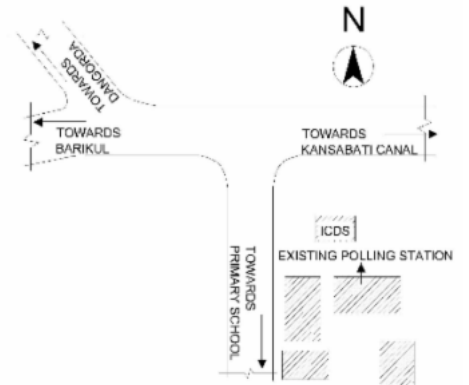 N
TOWARDS
DANGORDA
TOWARDS
BARIKUL
TOWARDS
KANSABATI CANAL
ICDS
EXISTING POLLING STATION
TOWARDS
PRIMARY SCHOOL